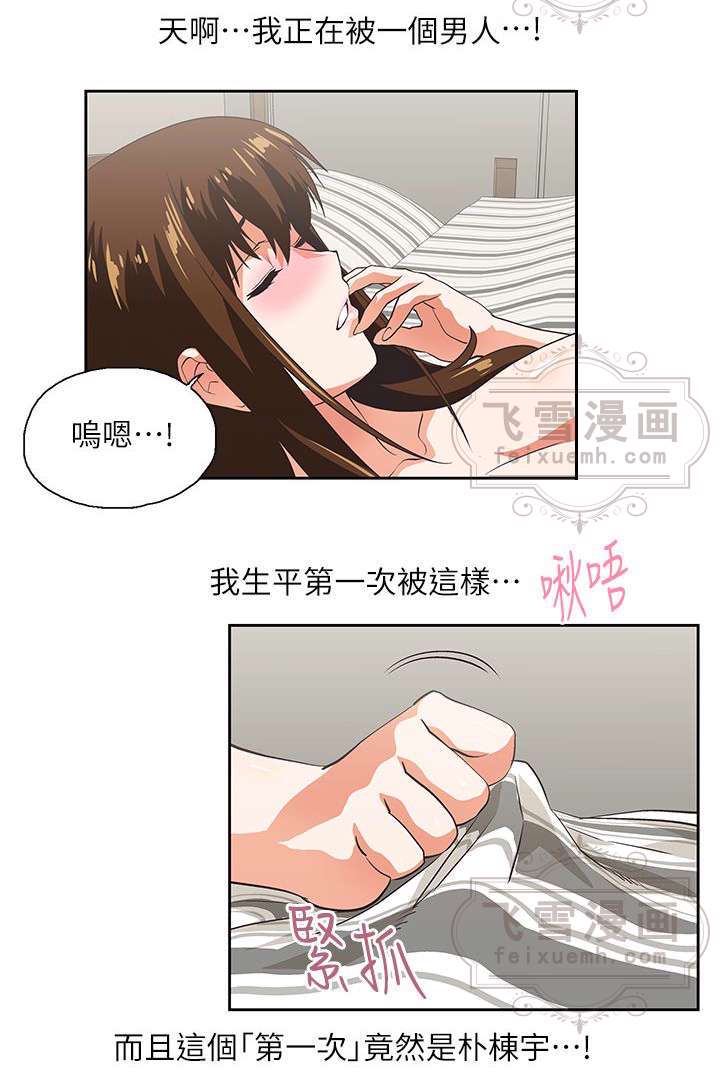 天啊⋯我正在被一個男人⋯!
嗚嗯⋯!
飞雪漫画
feixuemh.com
我生平第一次被這樣⋯
啾唔
緊抓
飞雪漫画
feixuemh.com
而且這個「第一次」竟然是朴棟宇⋯!